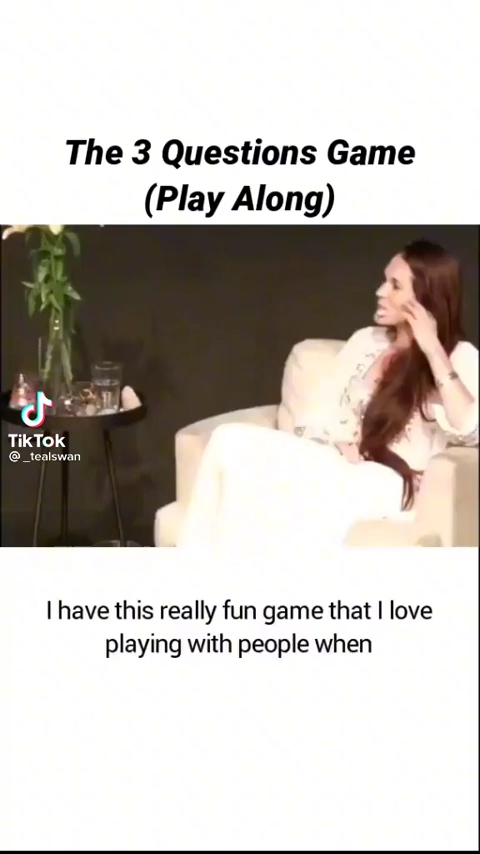 The 3 Questions Game
(Play Along)
TikTok
@_tealswan
I have this really fun game that I love
playing with people when